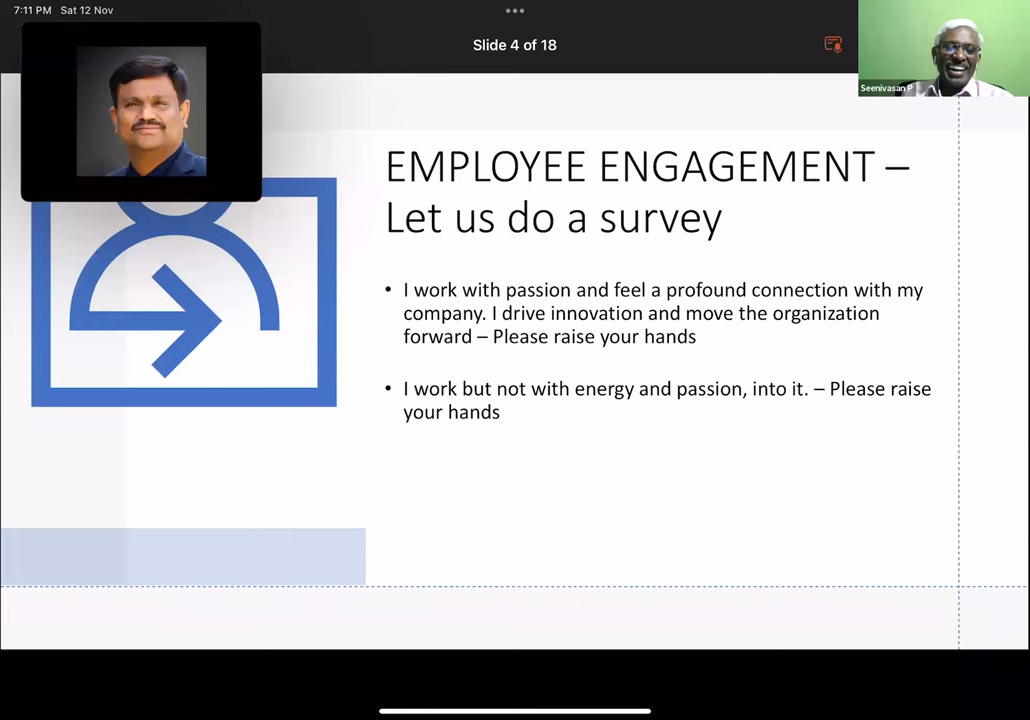 7:11 PM Sat 12 Nov
Slide 4 of 18
Seenivasan P
EMPLOYEE ENGAGEMENT –
Let us do a survey
• I work with passion and feel a profound connection with my
company. I drive innovation and move the organization
forward – Please raise your hands
• I work but not with energy and passion, into it. – Please raise
your hands